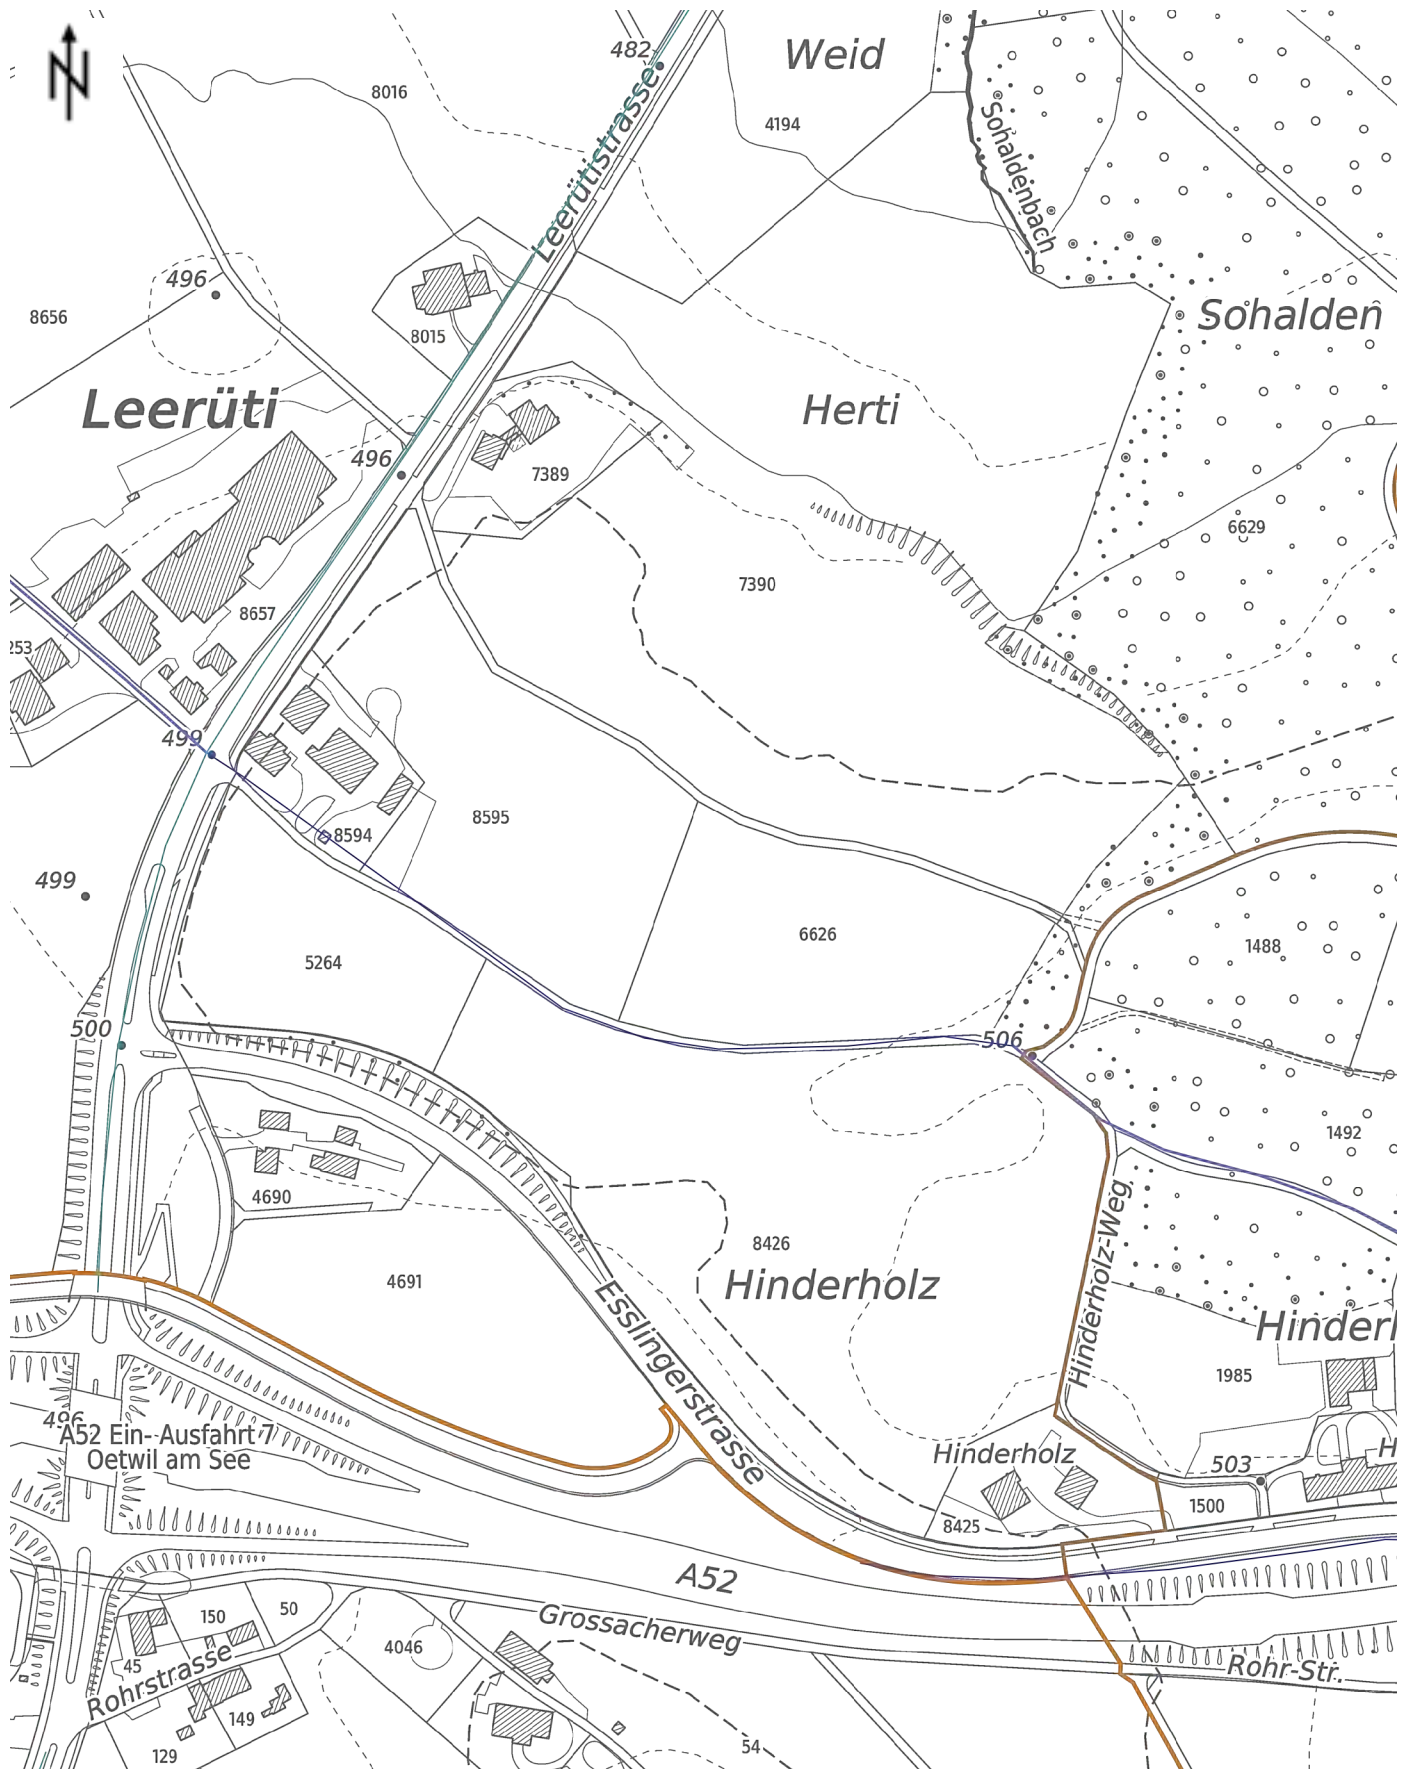 N
482
Weid
8016
4194
Leerütistrasse
Sohaldenbach
496
8656
8015
Sohalden
Leerüti
Herti
496
7389
6629
7390
8657
253
499
8594
8595
499
6626
1488
5264
500
506
1492
4690
8426
4691
Hinderholz
Hinderholz-Weg
Esslingerstrasse
Hinderh
1985
496
A52 Ein- Ausfahrt 7
Oetwil am See
Hinderholz
503
H
8425
1500
A52
150
50
4046
Grossacherweg
45
Rohrstrasse
Rohr-Str.
149
129
54